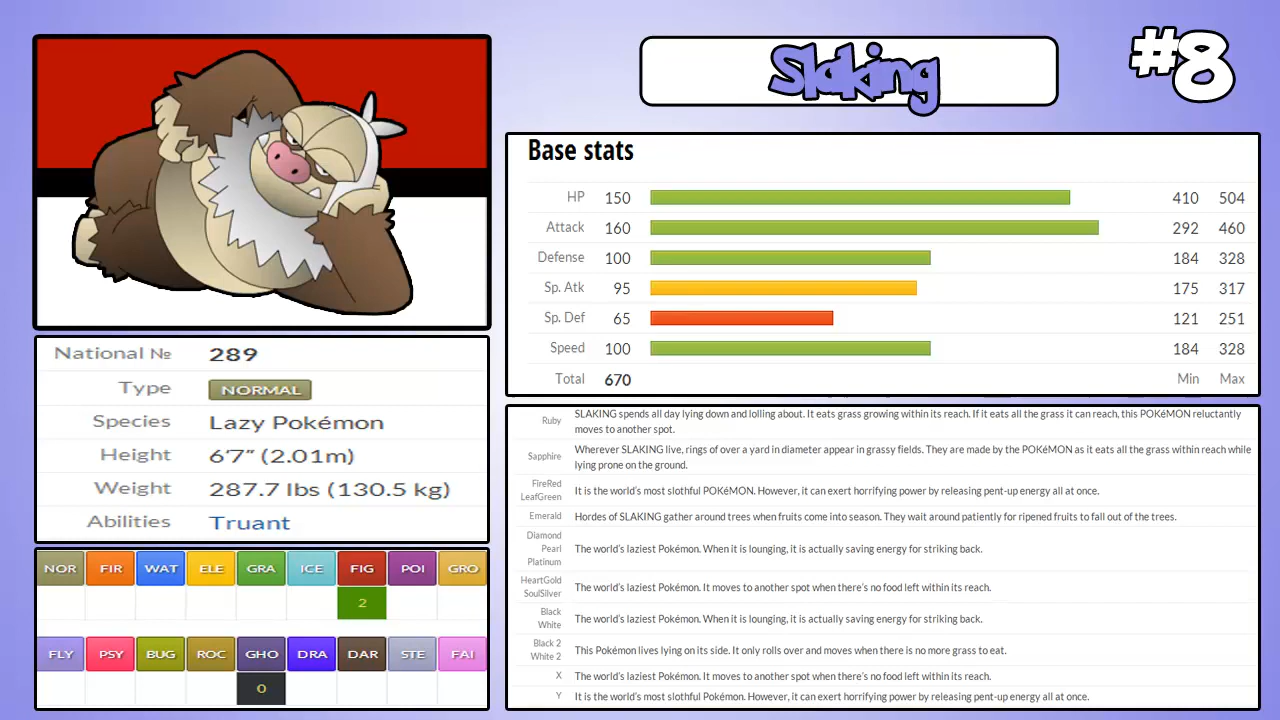 Slaking
#8
Base stats
HP 150 410 504
Attack 160 292 460
Defense 100 184 328
Sp. Atk 95 175 317
Sp. Def 65 121 251
Speed 100 184 328
Total 670 Min Max
National № 289
Type NORMAL
Species Lazy Pokémon
Height 6'7" (2.01m)
Weight 287.7 lbs (130.5 kg)
Abilities Truant
NOR FIR WAT ELE GRA ICE FIG POI GRO
2
FLY PSY BUG ROC GHO DRA DAR STE FAI
0
Ruby
SLAKING spends all day lying down and lolling about. It eats grass growing within its reach. If it eats all the grass it can reach, this POKéMON reluctantly
moves to another spot.
Sapphire
Wherever SLAKING live, rings of over a yard in diameter appear in grassy fields. They are made by the POKéMON as it eats all the grass within reach while
lying prone on the ground.
FireRed
LeafGreen
It is the world's most slothful POKéMON. However, it can exert horrifying power by releasing pent-up energy all at once.
Emerald
Hordes of SLAKING gather around trees when fruits come into season. They wait around patiently for ripened fruits to fall out of the trees.
Diamond
Pearl
Platinum
The world's laziest Pokémon. When it is lounging, it is actually saving energy for striking back.
HeartGold
SoulSilver
The world's laziest Pokémon. It moves to another spot when there's no food left within its reach.
Black
White
The world's laziest Pokémon. When it is lounging, it is actually saving energy for striking back.
Black 2
White 2
This Pokémon lives lying on its side. It only rolls over and moves when there is no more grass to eat.
X
The world's laziest Pokémon. It moves to another spot when there's no food left within its reach.
Y
It is the world's most slothful Pokémon. However, it can exert horrifying power by releasing pent-up energy all at once.